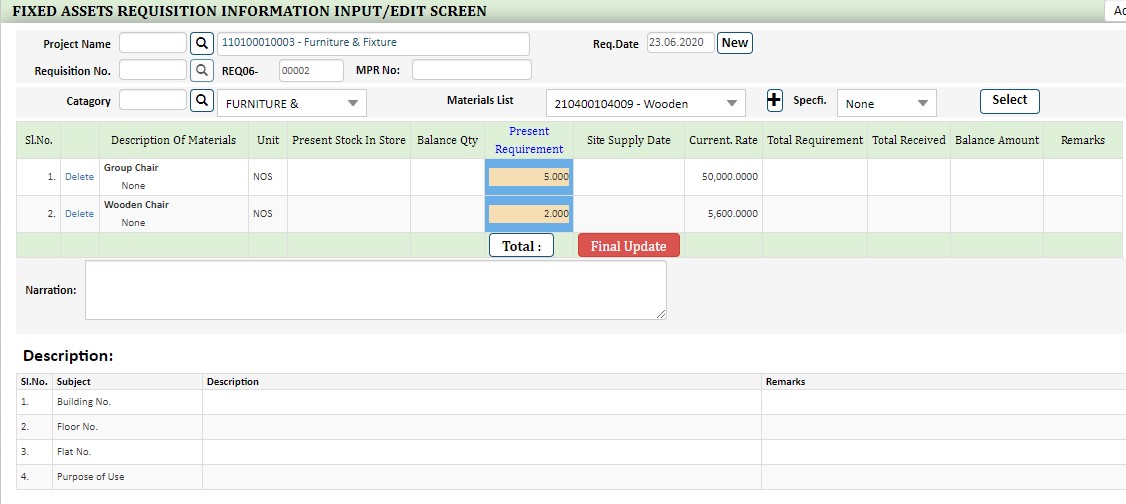 FIXED ASSETS REQUISITION INFORMATION INPUT/EDIT SCREEN
Project Name 110100010003 - Furniture & Fixture Req.Date 23.06.2020 New
Requisition No. REQ06- 00002 MPR No:
Catagory FURNITURE & Materials List 210400104009 - Wooden Specfi. None Select
Sl.No. Description Of Materials Unit Present Stock In Store Balance Qty Present Requirement Site Supply Date Current. Rate Total Requirement Total Received Balance Amount Remarks
1. Delete Group Chair NOS 5.000 50,000.0000
None
2. Delete Wooden Chair NOS 2.000 5,600.0000
None
Total : Final Update
Narration:
Description:
Sl.No. Subject Description Remarks
1. Building No.
2. Floor No.
3. Flat No.
4. Purpose of Use